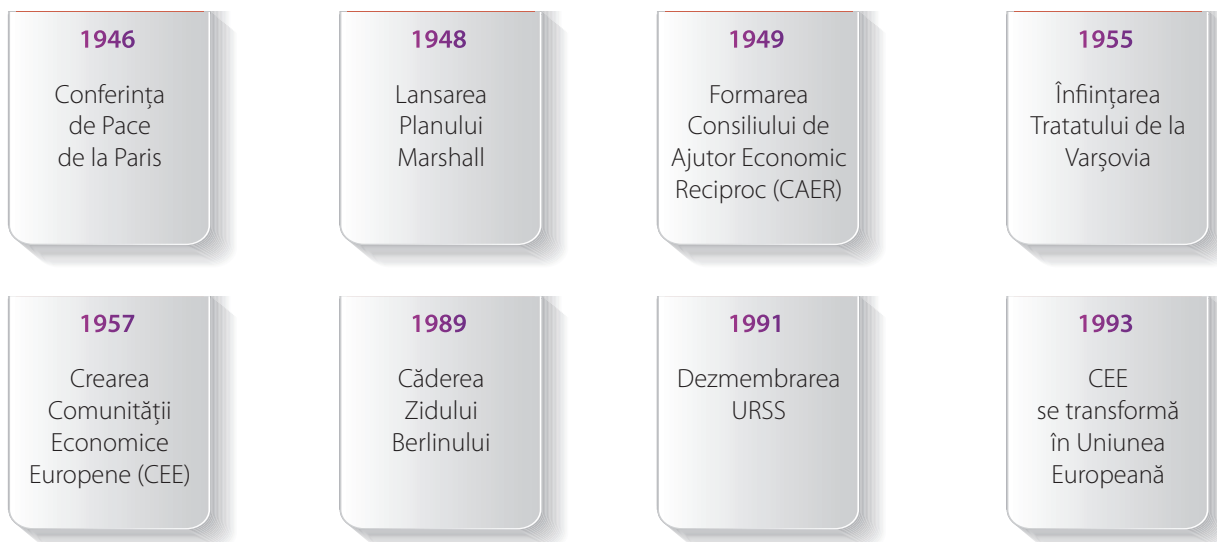 1946
Conferința
de Pace
de la Paris
1948
Lansarea
Planului
Marshall
1949
Formarea
Consiliului de
Ajutor Economic
Reciproc (CAER)
1955
Înființarea
Tratatului de la
Varșovia
1957
Crearea
Comunității
Economice
Europene (CEE)
1989
Căderea
Zidului
Berlinului
1991
Dezmembrarea
URSS
1993
CEE
se transformă
în Uniunea
Europeană